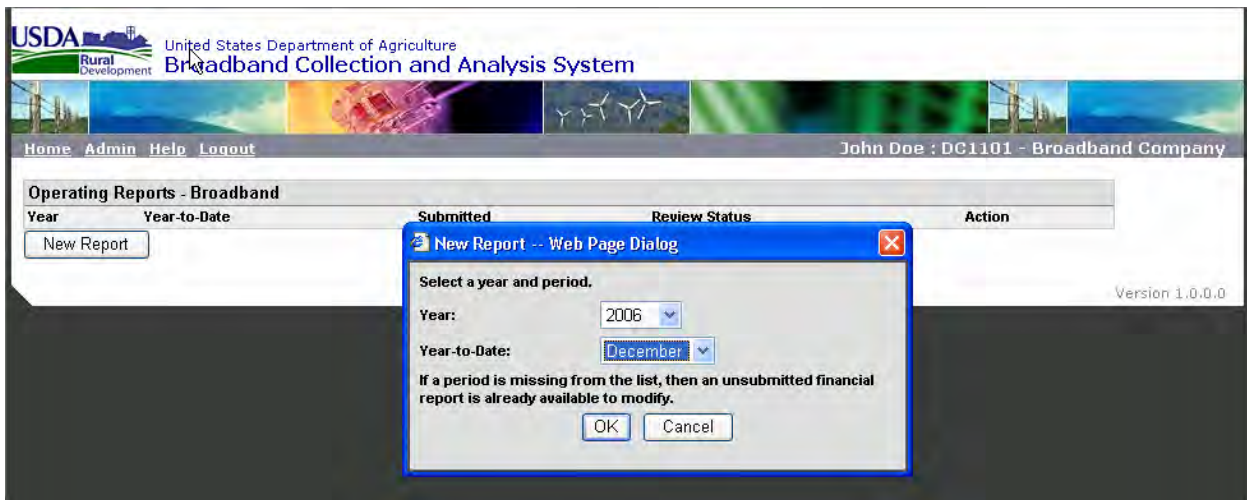 USDA
Rural
Development
United States Department of Agriculture
Broadband Collection and Analysis System
Home Admin Help Logout
John Doe : DC1101 - Broadband Company
Operating Reports - Broadband
Year Year-to-Date Submitted Review Status Action
New Report
New Report -- Web Page Dialog
Select a year and period.
Year: 2006
Year-to-Date: December
If a period is missing from the list, then an unsubmitted financial
report is already available to modify.
OK Cancel
Version 1.0.0.0